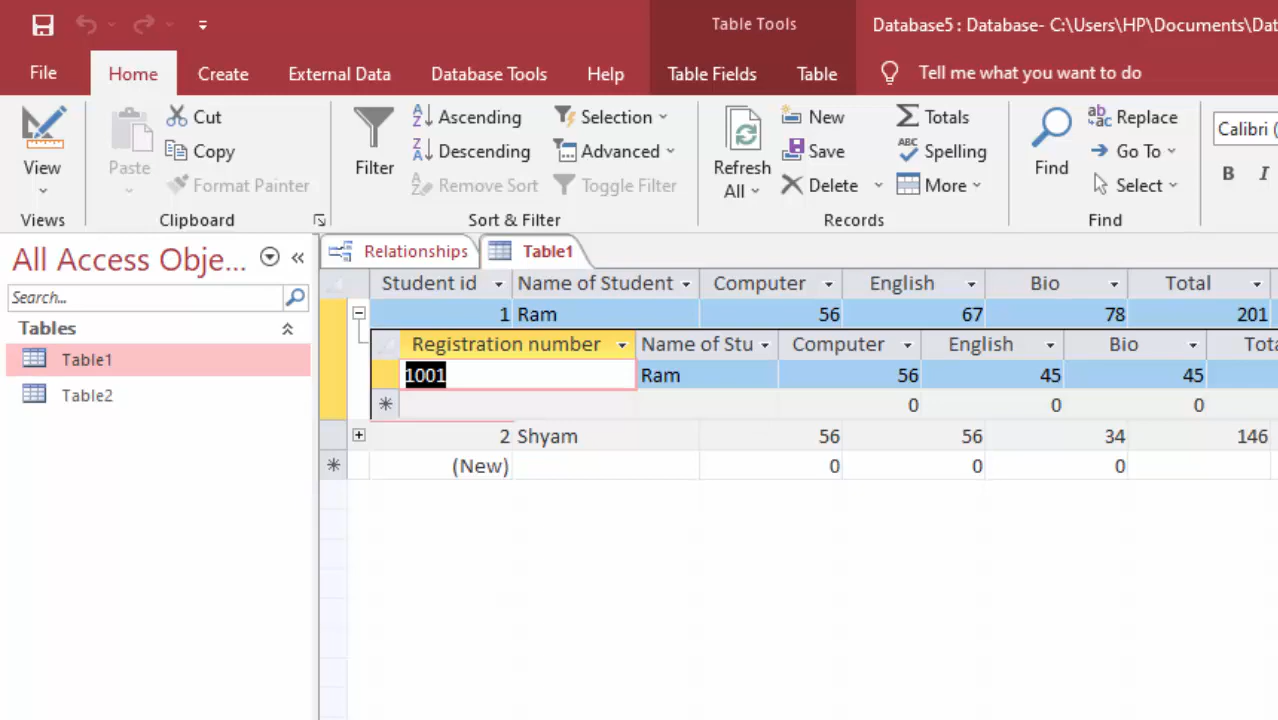 Table Tools
Database5 : Database- C:\Users\HP\Documents\Dat
File Home Create External Data Database Tools Help Table Fields Table Tell me what you want to do
View
Views
Paste
Cut
Copy
Format Painter
Clipboard
Filter
Ascending
Descending
Remove Sort
Selection
Advanced
Toggle Filter
Sort & Filter
Refresh
All
New
Save
Delete
Totals
Spelling
More
Records
Find
Replace
Go To
Select
Find
Calibri (
B I
All Access Obje...
Search...
Tables
Table1
Table2
Relationships Table1
Student id Name of Student Computer English Bio Total
1 Ram 56 67 78 201
Registration number Name of Stu Computer English Bio Tota
1001 Ram 56 45 45
0 0 0
2 Shyam 56 56 34 146
(New) 0 0 0